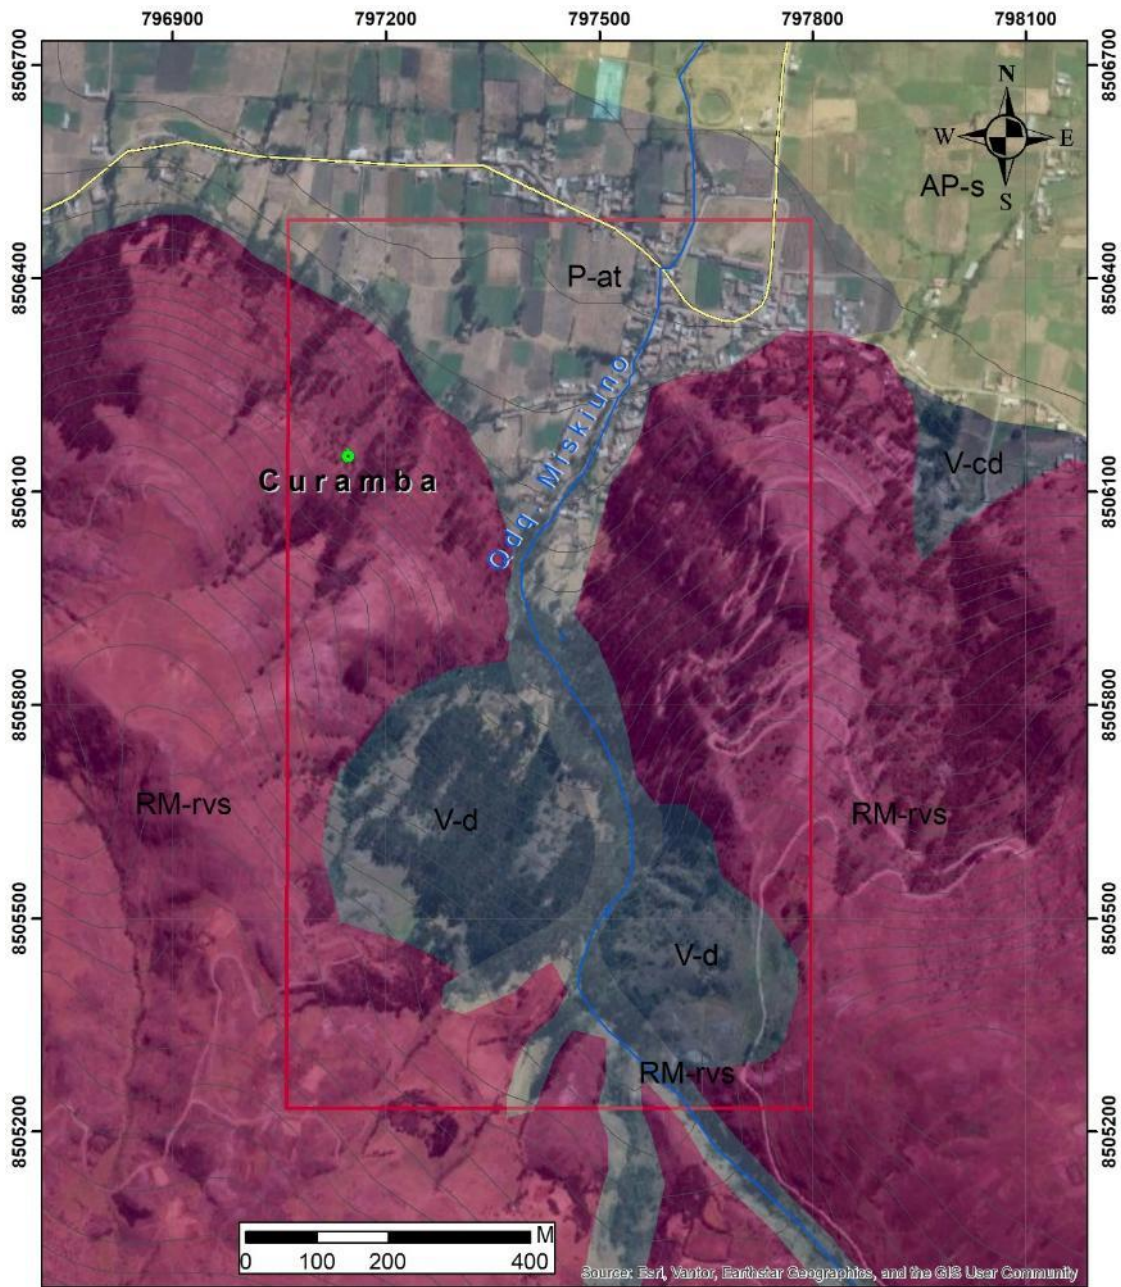 796900 797200 797500 797800 798100
8506700 8506700
N
W E
S
AP-s
P-at
8506400 8506400
Qdq. Miskiuno
Curamba
V-cd
8506100 8506100
8505800 8505800
RM-rvs
V-d
RM-rvs
8505500 8505500
V-d
RM-rvs
8505200 8505200
M
0 100 200 400
Source: Esri, Vantor, Earthstar Geographics, and the GIS User Community